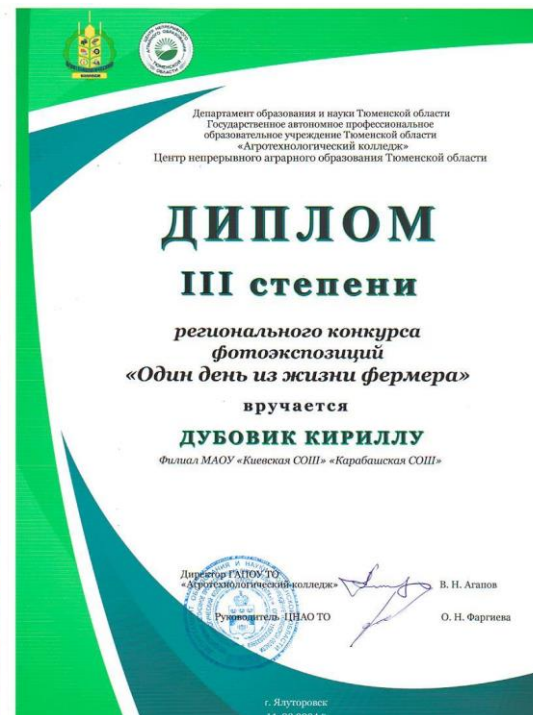 Департамент образования и науки Тюменской области
Государственное автономное профессиональное
образовательное учреждение Тюменской области
«Агротехнологический колледж»
Центр непрерывного аграрного образования Тюменской области
ДИПЛОМ
III степени
регионального конкурса
фотоэкспозиций
«Один день из жизни фермера»
вручается
ДУБОВИК КИРИЛЛУ
Филиал МАОУ «Киевская СОШ» «Карабашская СОШ»
Директор ГАПОУ ТО
«Агротехнологический колледж»
В. Н. Агапов
Руководитель ЦНАО ТО
О. Н. Фаргиева
г. Ялуторовск